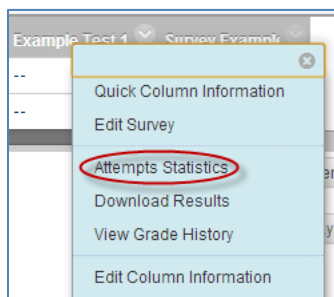 Example Test 1 Survey Example
--
--
Quick Column Information
Edit Survey
Attempts Statistics
Download Results
View Grade History
Edit Column Information